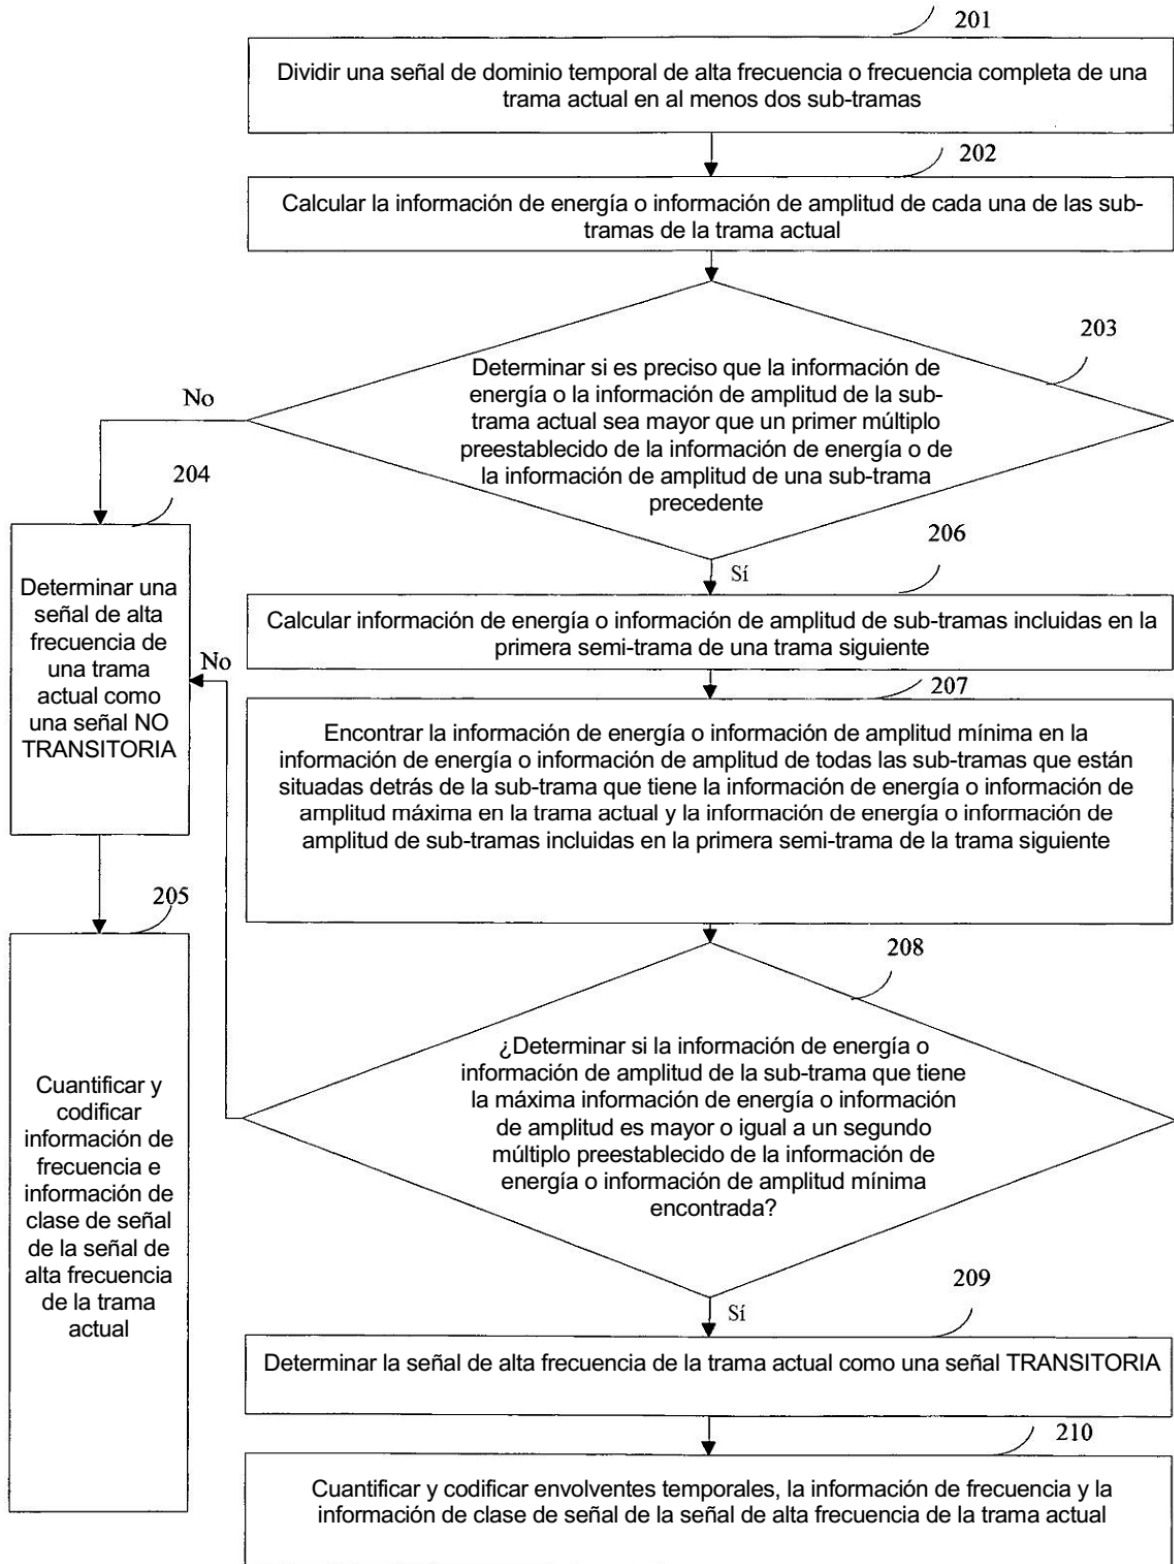 201
Dividir una señal de dominio temporal de alta frecuencia o frecuencia completa de una
trama actual en al menos dos sub-tramas
202
Calcular la información de energía o información de amplitud de cada una de las sub-
tramas de la trama actual
203
Determinar si es preciso que la información de
energía o la información de amplitud de la sub-
trama actual sea mayor que un primer múltiplo
preestablecido de la información de energía o de
la información de amplitud de una sub-trama
precedente
No
204
Determinar una
señal de alta
frecuencia de
una trama
actual como
una señal NO
TRANSITORIA
No
205
Cuantificar y
codificar
información de
frecuencia e
información de
clase de señal
de la señal de
alta frecuencia
de la trama
actual
Sí
206
Calcular información de energía o información de amplitud de sub-tramas incluidas en la
primera semi-trama de una trama siguiente
207
Encontrar la información de energía o información de amplitud mínima en la
información de energía o información de amplitud de todas las sub-tramas que están
situadas detrás de la sub-trama que tiene la información de energía o información de
amplitud máxima en la trama actual y la información de energía o información de
amplitud de sub-tramas incluidas en la primera semi-trama de la trama siguiente
208
¿Determinar si la información de energía o
información de amplitud de la sub-trama que tiene
la máxima información de energía o información
de amplitud es mayor o igual a un segundo
múltiplo preestablecido de la información de
energía o información de amplitud mínima
encontrada?
Sí
209
Determinar la señal de alta frecuencia de la trama actual como una señal TRANSITORIA
210
Cuantificar y codificar envolventes temporales, la información de frecuencia y la
información de clase de señal de la señal de alta frecuencia de la trama actual